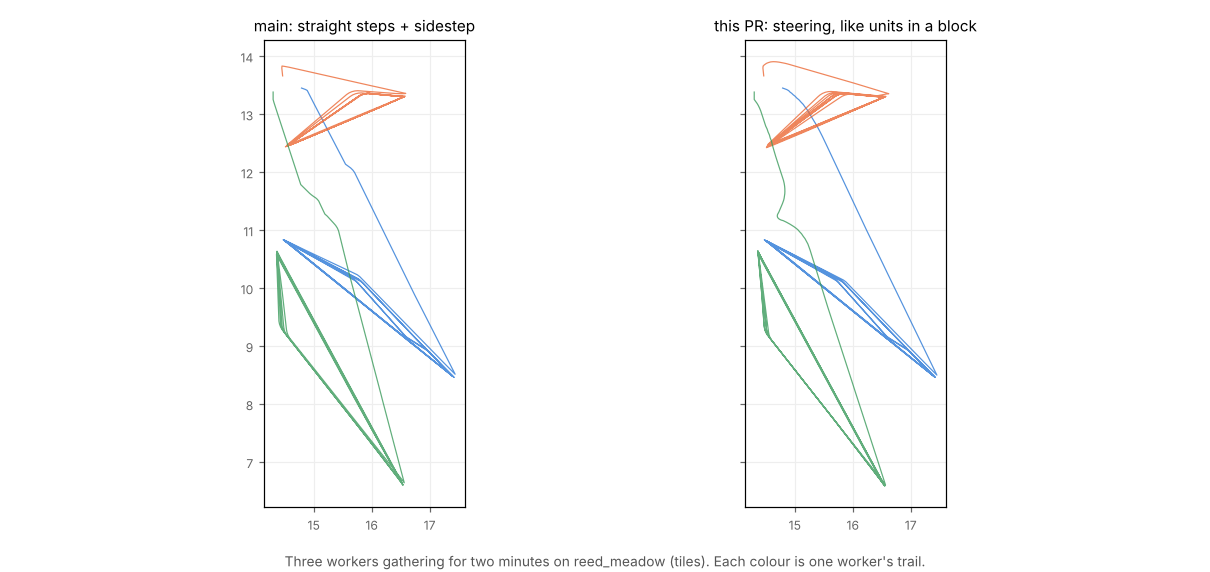 main: straight steps + sidestep
this PR: steering, like units in a block
14
13
12
11
10
9
8
7
15 16 17
15 16 17
Three workers gathering for two minutes on reed_meadow (tiles). Each colour is one worker's trail.